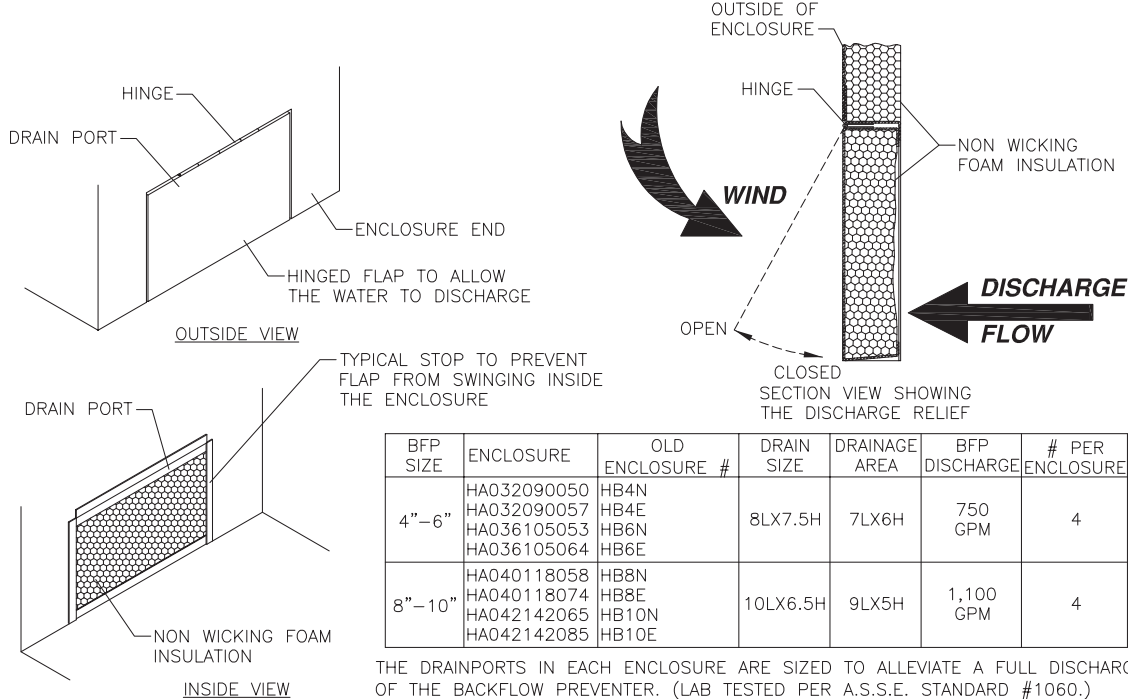 HINGE
DRAIN PORT
ENCLOSURE END
HINGED FLAP TO ALLOW
THE WATER TO DISCHARGE
OUTSIDE VIEW
OUTSIDE OF
ENCLOSURE
HINGE
NON WICKING
FOAM INSULATION
WIND
DISCHARGE
FLOW
OPEN
CLOSED
SECTION VIEW SHOWING
THE DISCHARGE RELIEF
TYPICAL STOP TO PREVENT
FLAP FROM SWINGING INSIDE
THE ENCLOSURE
DRAIN PORT
NON WICKING FOAM
INSULATION
INSIDE VIEW
BFP SIZE ENCLOSURE OLD ENCLOSURE # DRAIN SIZE DRAINAGE AREA BFP DISCHARGE # PER ENCLOSURE
4"-6" 8LX7.5H 7LX6H 750 GPM 4
HA032090050 HB4N
HA032090057 HB4E
HA036105053 HB6N
HA036105064 HB6E
8"-10" 10LX6.5H 9LX5H 1,100 GPM 4
HA040118058 HB8N
HA040118074 HB8E
HA042142065 HB10N
HA042142085 HB10E
THE DRAINPORTS IN EACH ENCLOSURE ARE SIZED TO ALLEVIATE A FULL
OF THE BACKFLOW PREVENTER. (LAB TESTED PER A.S.S.E. STANDARD #1060.)